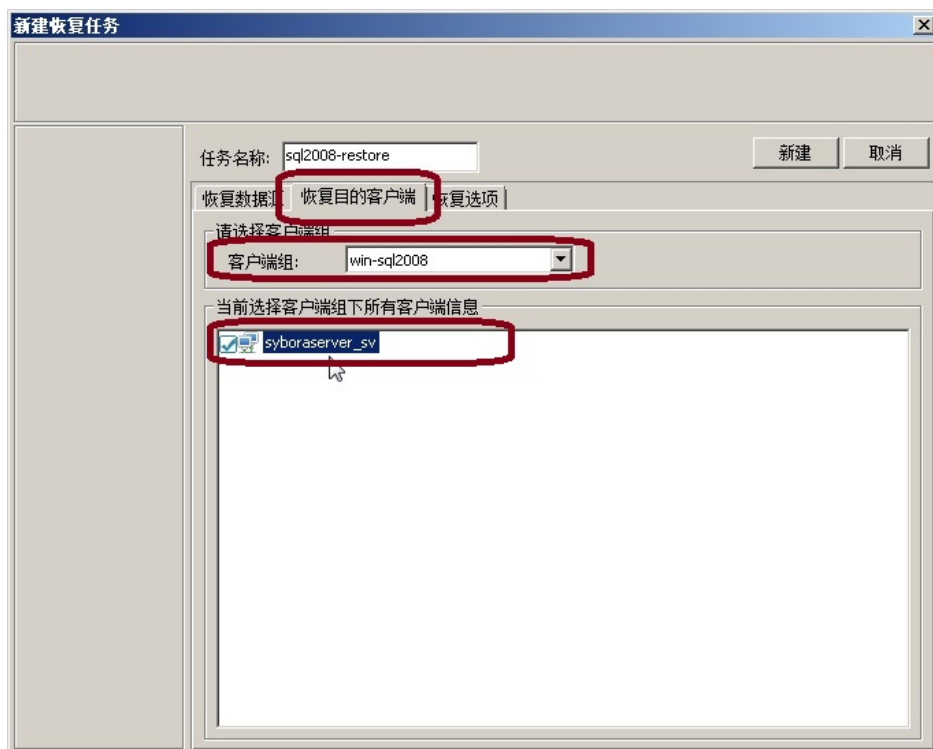 新建恢复任务
任务名称: sql2008-restore 新建 取消
恢复数据 恢复目的客户端 恢复选项
请选择客户端组
客户端组: win-sql2008
当前选择客户端组下所有客户端信息
syboraserver_sv